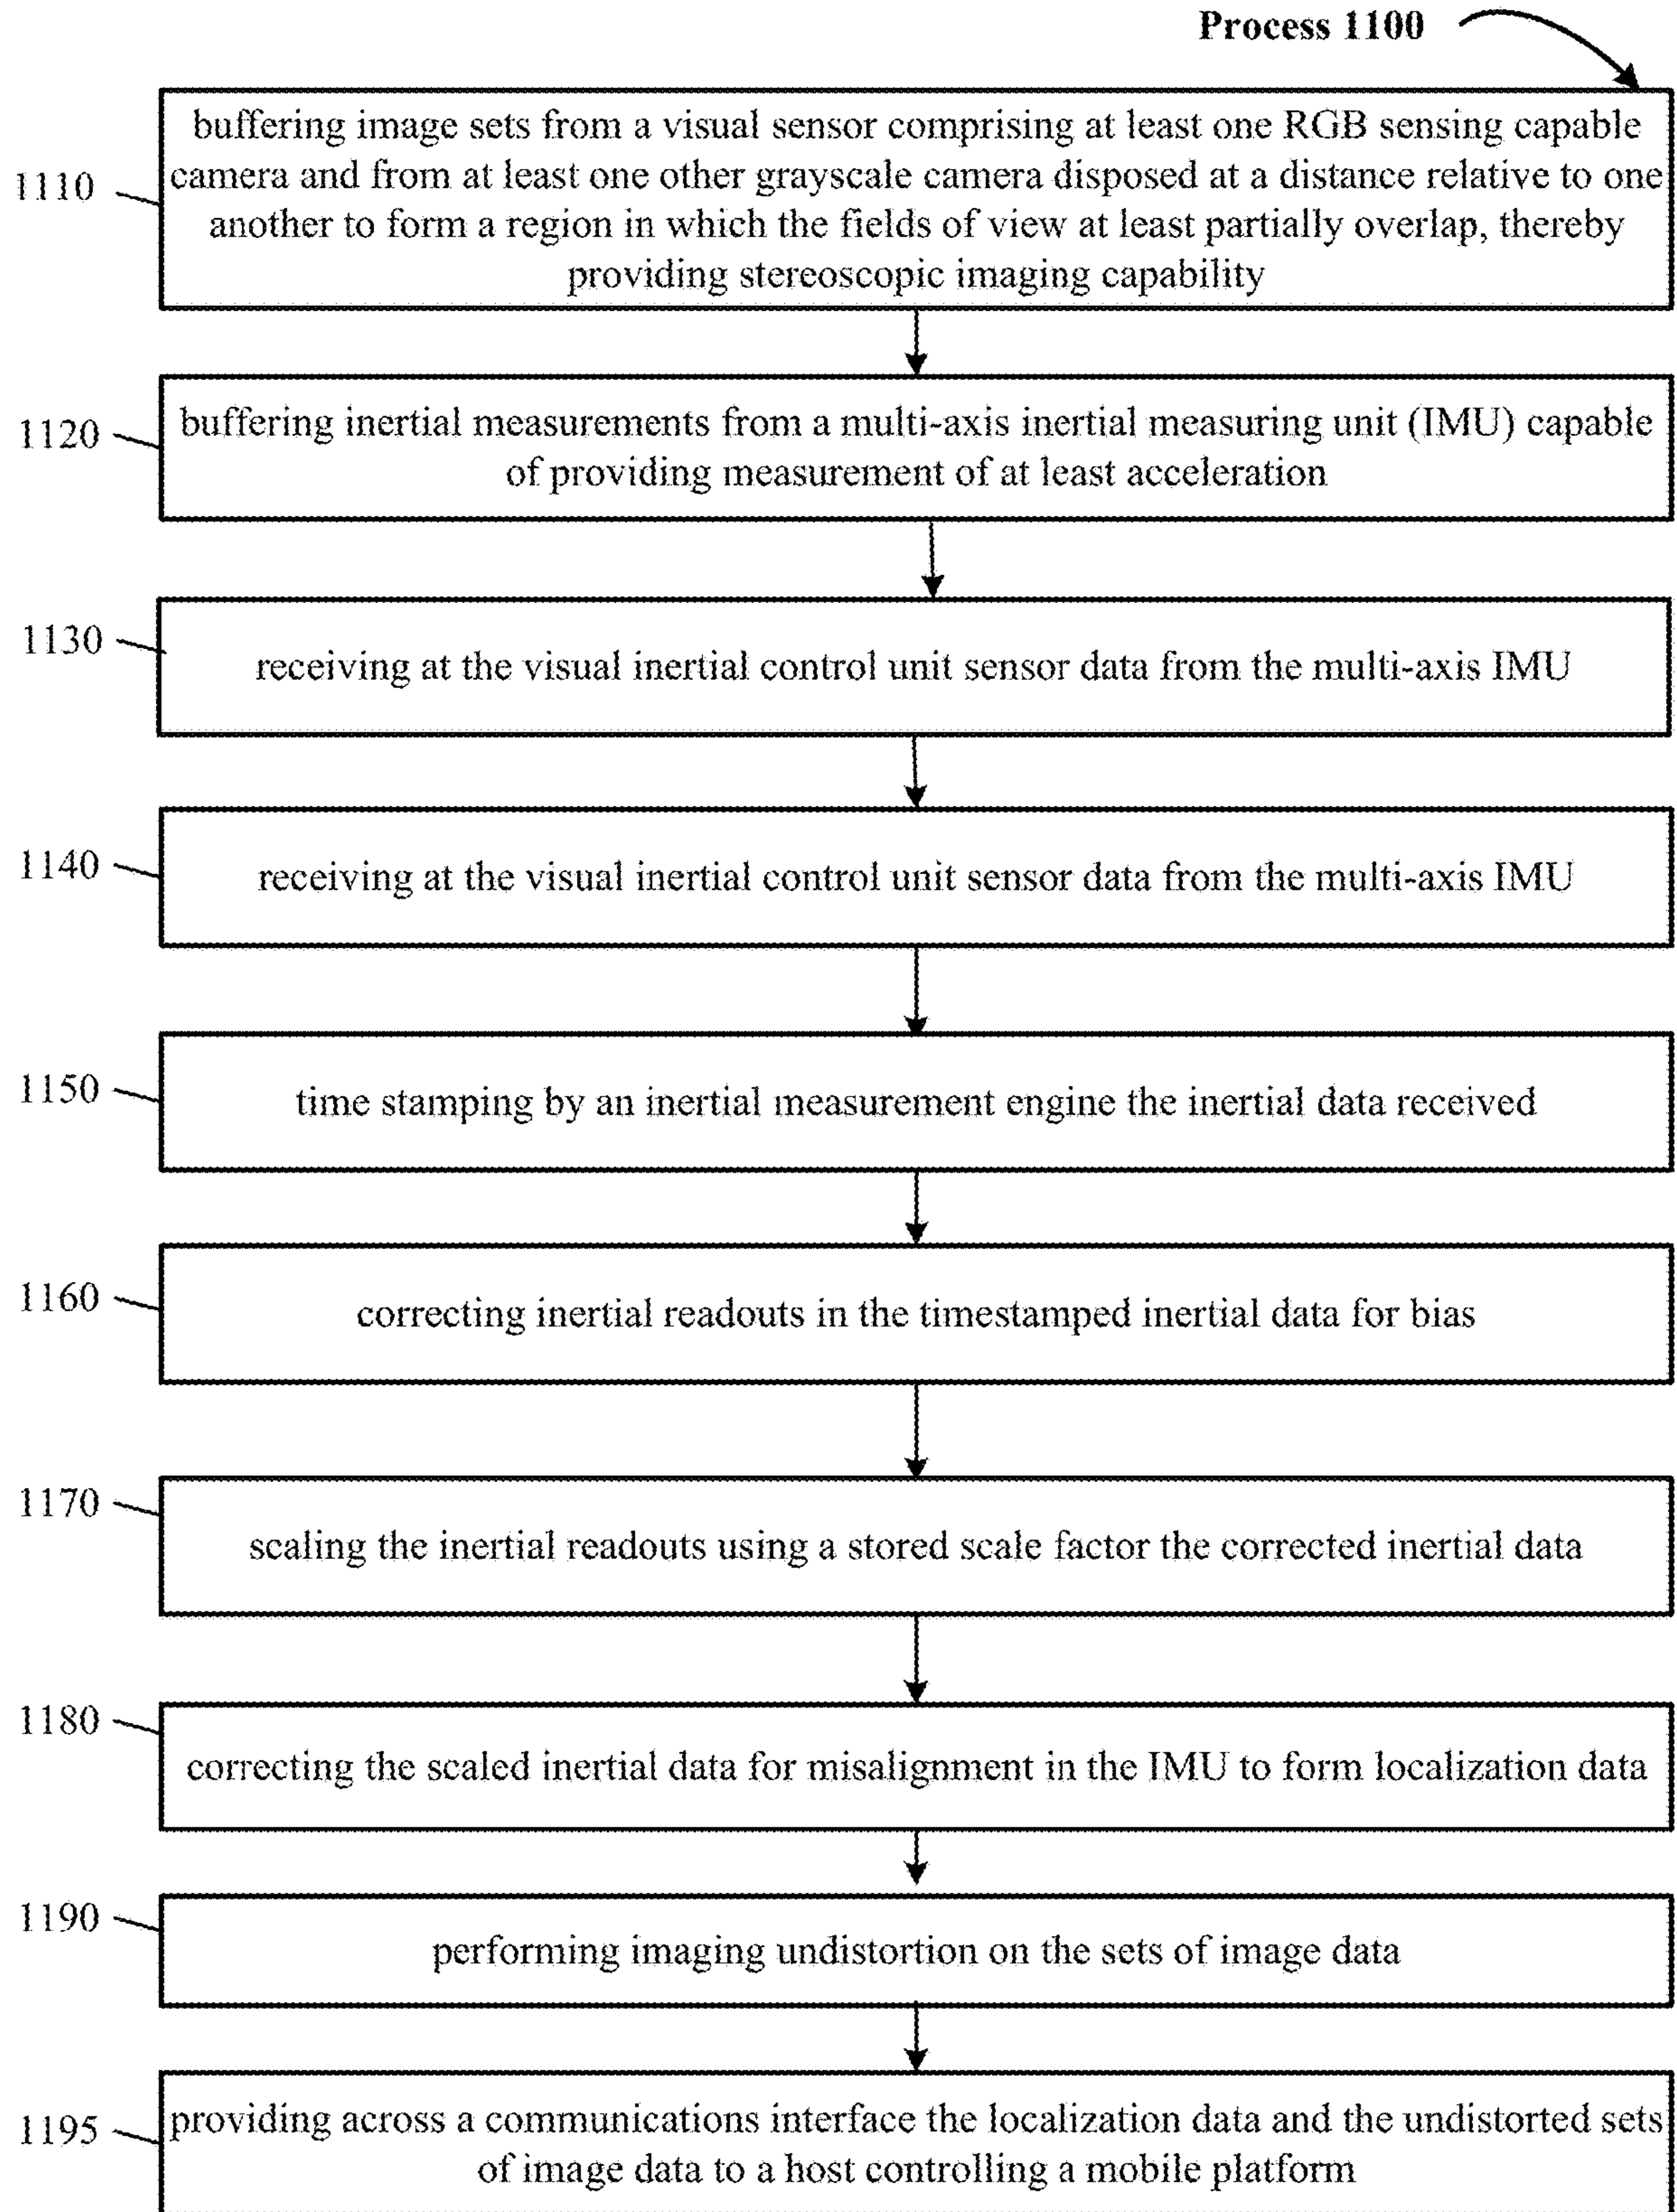 Process 1100
1110
buffering image sets from a visual sensor comprising at least one RGB sensing capable
camera and from at least one other grayscale camera disposed at a distance relative to one
another to form a region in which the fields of view at least partially overlap, thereby
providing stereoscopic imaging capability
1120
buffering inertial measurements from a multi-axis inertial measuring unit (IMU) capable
of providing measurement of at least acceleration
1130
receiving at the visual inertial control unit sensor data from the multi-axis IMU
1140
receiving at the visual inertial control unit sensor data from the multi-axis IMU
1150
time stamping by an inertial measurement engine the inertial data received
1160
correcting inertial readouts in the timestamped inertial data for bias
1170
scaling the inertial readouts using a stored scale factor the corrected inertial data
1180
correcting the scaled inertial data for misalignment in the IMU to form localization data
1190
performing imaging undistortion on the sets of image data
1195
providing across a communications interface the localization data and the undistorted sets
of image data to a host controlling a mobile platform